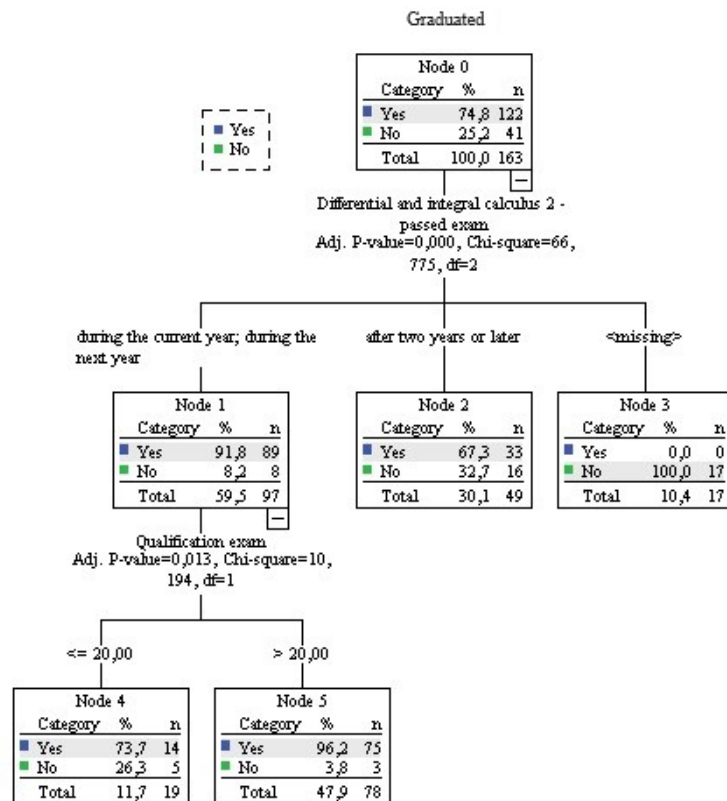 Graduated
Node 0
Category % n
Yes 74,8 122
No 25,2 41
Total 100,0 163
Yes
No
Differential and integral calculus 2 -
passed exam
Adj. P-value=0,000, Chi-square=66,
775, df=2
during the current year; during the
next year
after two years or later
<missing>
Node 1
Category % n
Yes 91,8 89
No 8,2 8
Total 59,5 97
Node 2
Category % n
Yes 67,3 33
No 32,7 16
Total 30,1 49
Node 3
Category % n
Yes 0,0 0
No 100,0 17
Total 10,4 17
Qualification exam
Adj. P-value=0,013, Chi-square=10,
194, df=1
<= 20,00
> 20,00
Node 4
Category % n
Yes 73,7 14
No 26,3 5
Total 11,7 19
Node 5
Category % n
Yes 96,2 75
No 3,8 3
Total 47,9 78